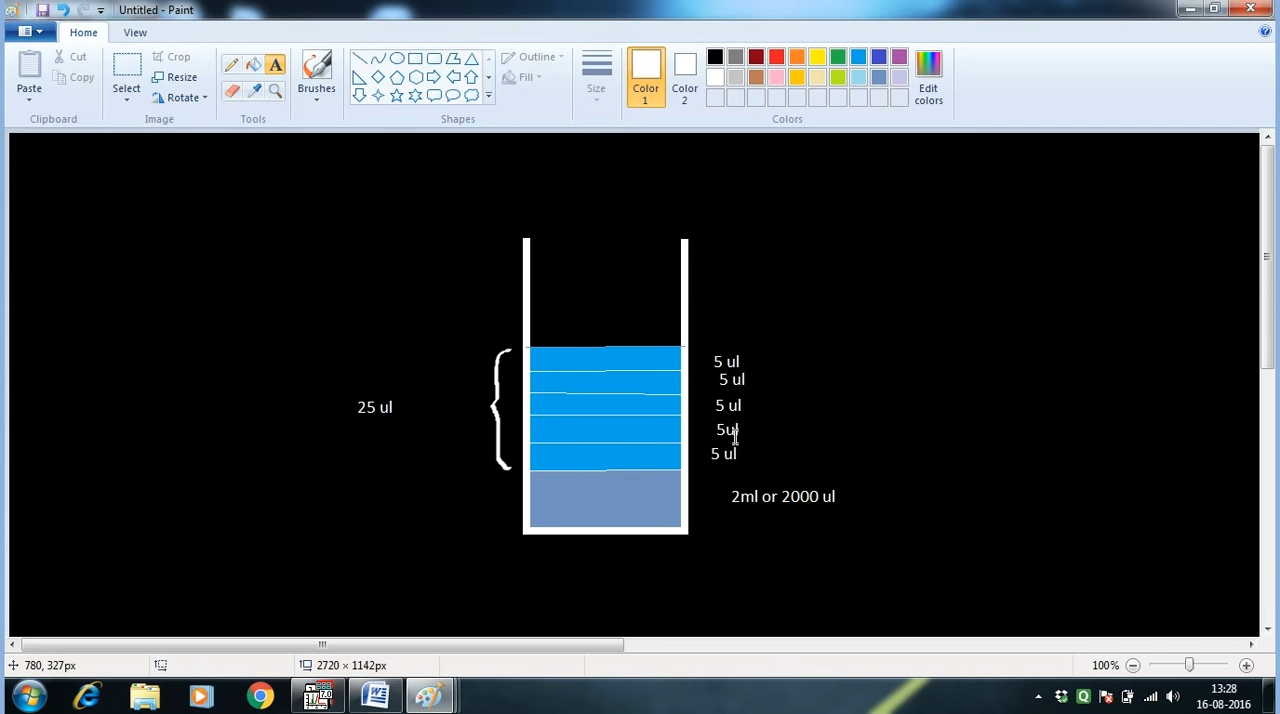 Untitled - Paint
Home
View
Paste
Cut
Copy
Clipboard
Select
Crop
Resize
Rotate
Image
Tools
Brushes
Outline
Fill
Shapes
Size
Color
1
Color
2
Edit
colors
Colors
5 ul
5 ul
25 ul
5 ul
5ul
5 ul
2ml or 2000 ul
780, 327px
2720 × 1142px
100%
13:28
16-08-2016